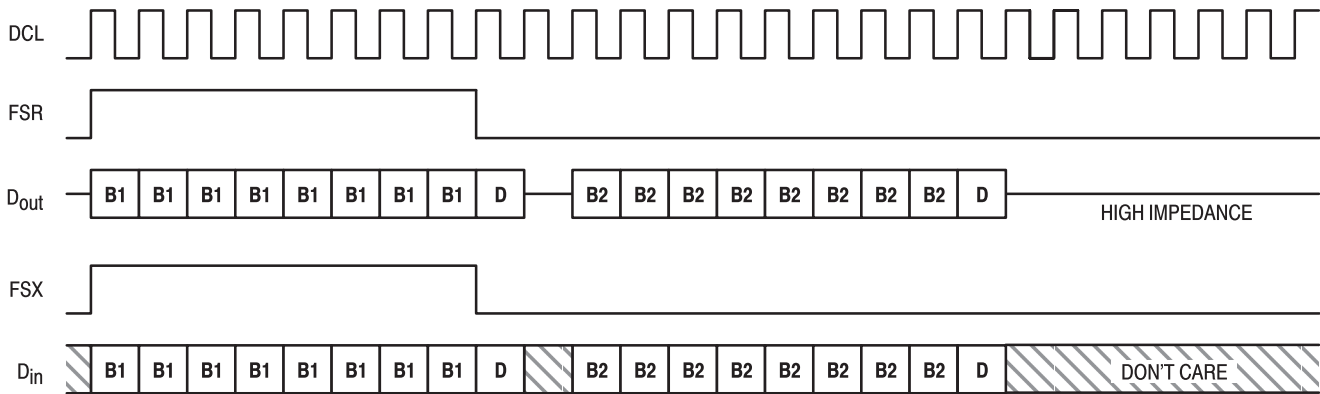 DCL
FSR
Dout B1 B1 B1 B1 B1 B1 B1 B1 D B2 B2 B2 B2 B2 B2 B2 B2 D
HIGH IMPEDANCE
FSX
Din B1 B1 B1 B1 B1 B1 B1 B1 D B2 B2 B2 B2 B2 B2 B2 B2 D DON'T CARE